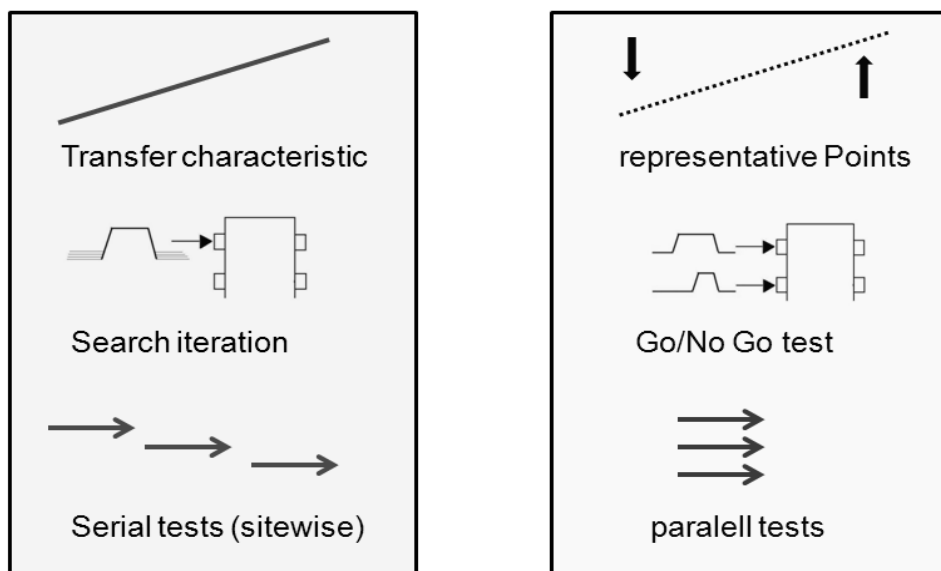 Transfer characteristic
Search iteration
Serial tests (sitewise)
representative Points
Go/No Go test
paralell tests